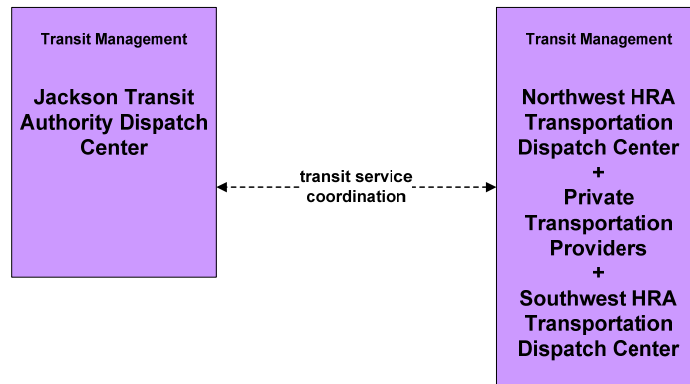 Transit Management
Jackson Transit
Authority Dispatch
Center
transit service
coordination
Transit Management
Northwest HRA
Transportation
Dispatch Center
+
Private
Transportation
Providers
+
Southwest HRA
Transportation
Dispatch Center